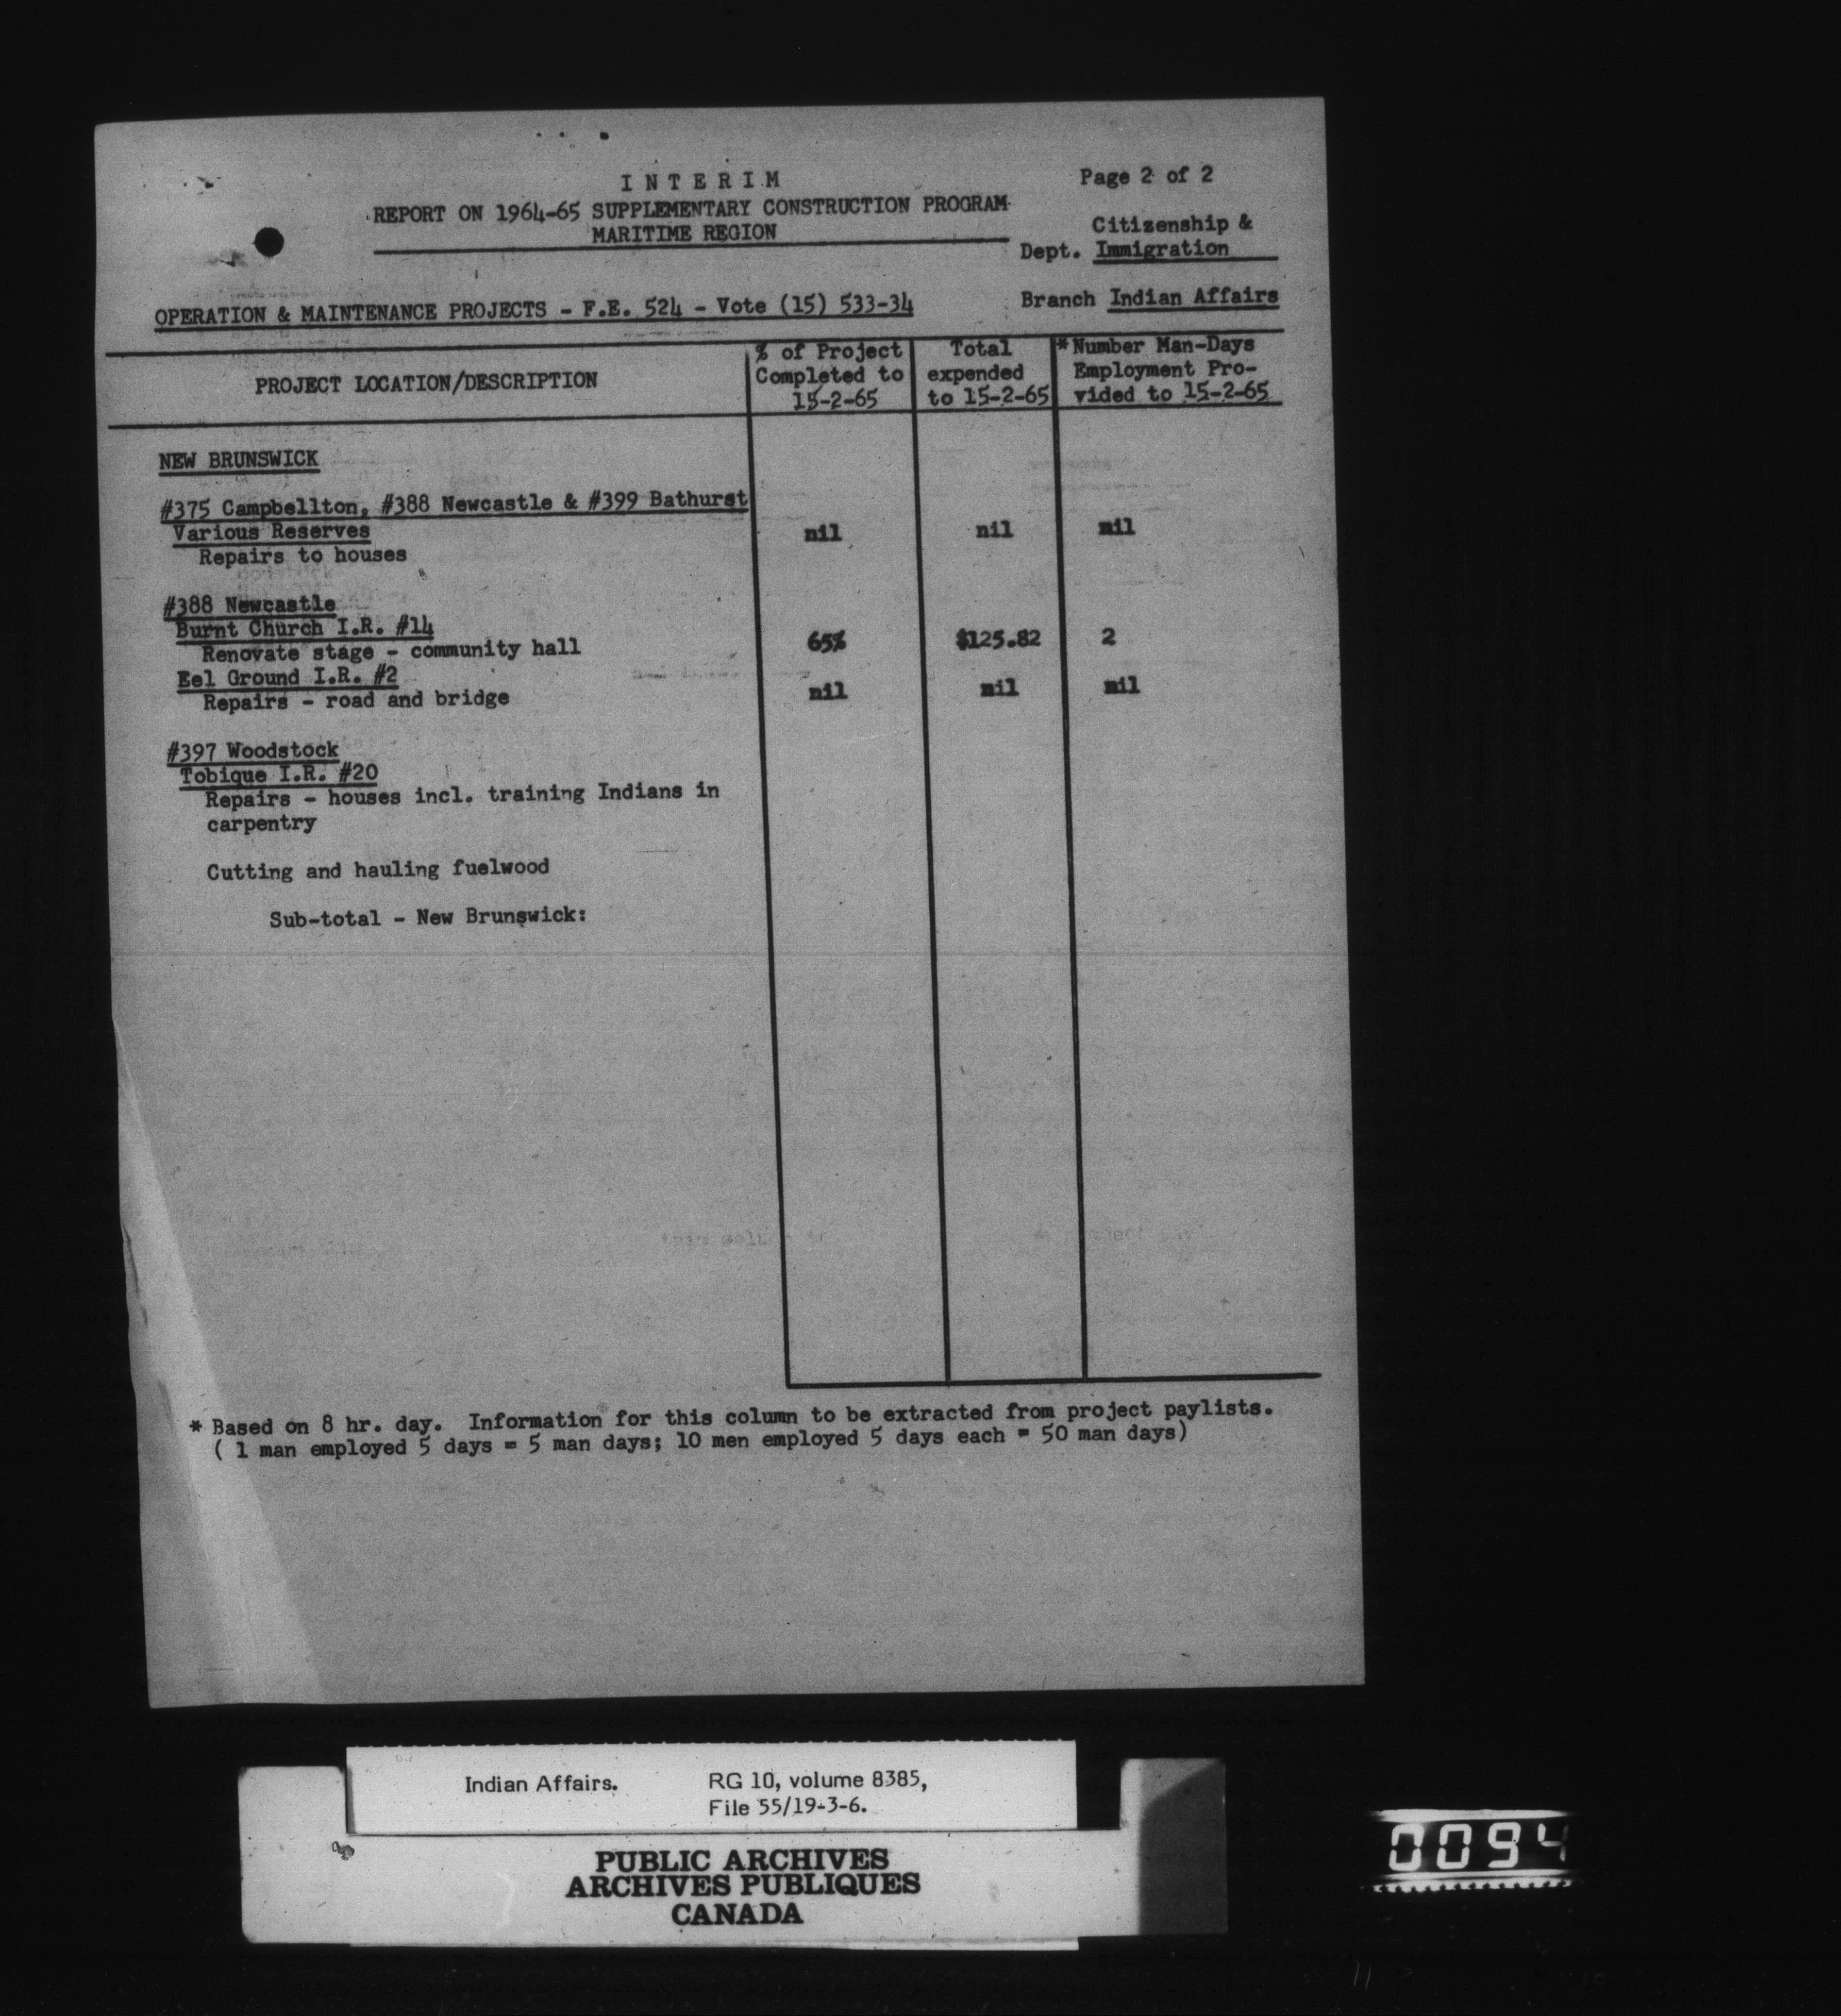 INTERIM
Page 2 of 2
REPORT ON 1964-65 SUPPLEMENTARY CONSTRUCTION PROGRAM
MARITIME REGION
Citizenship &
Dept. Immigration
OPERATION & MAINTENANCE PROJECTS - F.E. 524 - Vote (15) 533-34
Branch Indian Affairs
PROJECT LOCATION/DESCRIPTION
% of Project
Completed to
15-2-65
Total
expended
to 15-2-65
*Number Man-Days
Employment Pro-
vided to 15-2-65
NEW BRUNSWICK
#375 Campbellton, #388 Newcastle & #399 Bathurst
Various Reserves nil nil nil
Repairs to houses
#388 Newcastle
Burnt Church I.R. #14
Renovate stage - community hall 65% $125.82 2
Eel Ground I.R. #2
Repairs - road and bridge nil nil nil
#397 Woodstock
Tobique I.R. #20
Repairs - houses incl. training Indians in
carpentry
Cutting and hauling fuelwood
Sub-total - New Brunswick:
* Based on 8 hr. day. Information for this column to be extracted from project paylists.
( 1 man employed 5 days = 5 man days; 10 men employed 5 days each = 50 man days)
Indian Affairs. RG 10, volume 8385,
File 55/19-3-6.
PUBLIC ARCHIVES
ARCHIVES PUBLIQUES
CANADA
0094